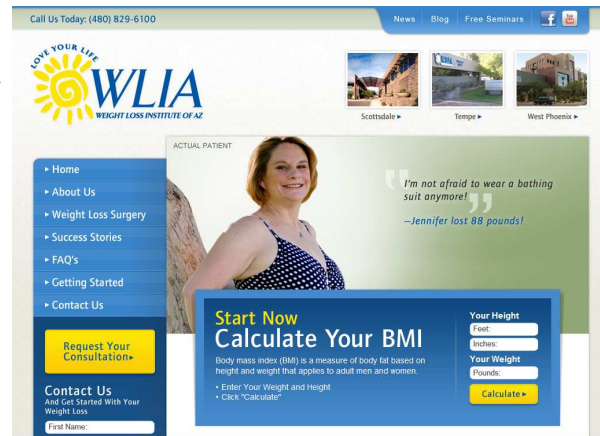 Call Us Today: (480) 829-6100
News Blog Free Seminars
LOVE YOUR LIFE
WLIA
WEIGHT LOSS INSTITUTE OF AZ
Scottsdale ▸
Tempe ▸
West Phoenix ▸
▸ Home
▸ About Us
▸ Weight Loss Surgery
▸ Success Stories
▸ FAQ's
▸ Getting Started
▸ Contact Us
Request Your
Consultation▸
Contact Us
And Get Started With Your
Weight Loss
First Name:
ACTUAL PATIENT
“I'm not afraid to wear a bathing
suit anymore!”
—Jennifer lost 88 pounds!
Start Now
Calculate Your BMI
Body mass index (BMI) is a measure of body fat based on
height and weight that applies to adult men and women.
• Enter Your Weight and Height
• Click "Calculate"
Your Height
Feet:
Inches:
Your Weight
Pounds:
Calculate ▸